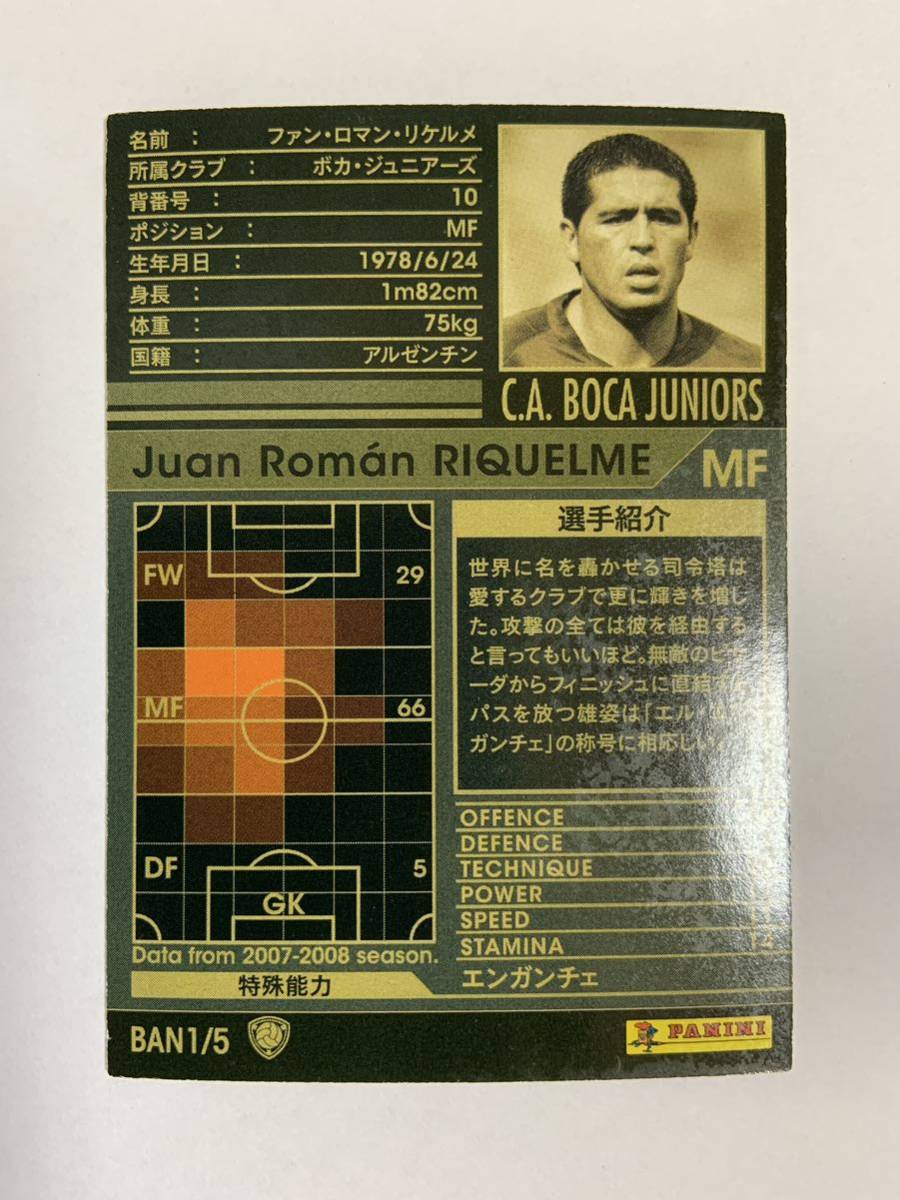 名前 : ファン・ロマン・リケルメ
所属クラブ : ボカ・ジュニアーズ
背番号 : 10
ポジション : MF
生年月日 : 1978/6/24
身長 : 1m82cm
体重 : 75kg
国籍 : アルゼンチン
C.A. BOCA JUNIORS
Juan Román RIQUELME MF
FW 29
MF 66
DF 5
GK
Data from 2007-2008 season.
選手紹介
世界に名を轟かせる司令塔は
愛するクラブで更に輝きを増し
た。攻撃の全ては彼を経由する
と言ってもいいほど。無敵の
ーダからフィニッシュに直結する
パスを放つ雄姿は「エル・
ガンチェ」の称号に相応しい。
OFFENCE
DEFENCE
TECHNIQUE
POWER
SPEED
STAMINA
特殊能力 エンガンチェ
BAN1/5
PANINI